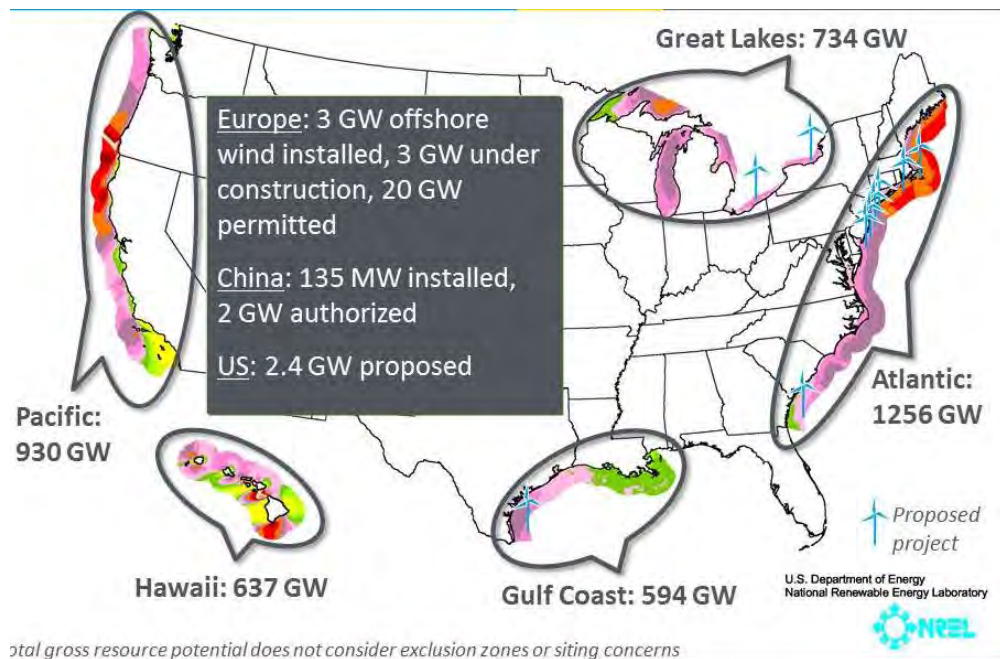 Great Lakes: 734 GW
Europe: 3 GW offshore
wind installed, 3 GW under
construction, 20 GW
permitted
China: 135 MW installed,
2 GW authorized
US: 2.4 GW proposed
Pacific:
930 GW
Atlantic:
1256 GW
Hawaii: 637 GW
Gulf Coast: 594 GW
Proposed
project
U.S. Department of Energy
National Renewable Energy Laboratory
NREL
otal gross resource potential does not consider exclusion zones or siting concerns